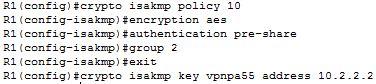 R1(config)#crypto isakmp policy 10
R1(config-isakmp)#encryption aes
R1(config-isakmp)#authentication pre-share
R1(config-isakmp)#group 2
R1(config-isakmp)#exit
R1(config)#crypto isakmp key vpnpa55 address 10.2.2.2